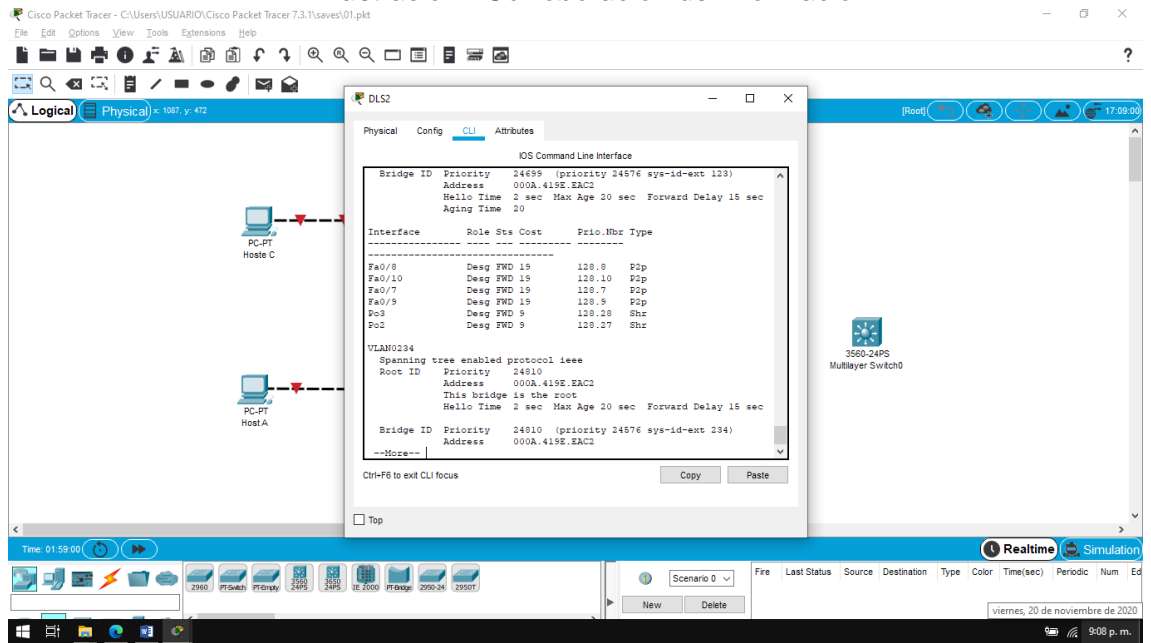 Cisco Packet Tracer - C:\Users\USUARIO\Cisco Packet Tracer 7.3.1\saves\01.pkt
File Edit Options View Tools Extensions Help
?
Logical Physical x: 1087, y: 472 [Root] 17:09:00
DLS2
Physical Config CLI Attributes
IOS Command Line Interface
Bridge ID Priority 24699 (priority 24576 sys-id-ext 123)
Address 000A.419E.EAC2
Hello Time 2 sec Max Age 20 sec Forward Delay 15 sec
Aging Time 20
Interface Role Sts Cost Prio.Nbr Type
---------------- ---- --- --------- -------- --------------------------------
Fa0/8 Desg FWD 19 128.8 P2p
Fa0/10 Desg FWD 19 128.10 P2p
Fa0/7 Desg FWD 19 128.7 P2p
Fa0/9 Desg FWD 19 128.9 P2p
Po3 Desg FWD 9 128.28 Shr
Po2 Desg FWD 9 128.27 Shr
VLAN0234
Spanning tree enabled protocol ieee
Root ID Priority 24810
Address 000A.419E.EAC2
This bridge is the root
Hello Time 2 sec Max Age 20 sec Forward Delay 15 sec
Bridge ID Priority 24810 (priority 24576 sys-id-ext 234)
Address 000A.419E.EAC2
--More--
Ctrl+F6 to exit CLI focus
Copy Paste
Top
PC-PT
Hoste C
PC-PT
Host A
3560-24PS
Multilayer Switch0
Time: 01:59:00
Realtime Simulation
2960 PT-Switch PT-Empty 3560 24PS 3650 24PS IE 2000 PT-Bridge 2950-24 2950T
Scenario 0
New Delete
Fire Last Status Source Destination Type Color Time(sec) Periodic Num Ed
viernes, 20 de noviembre de 2020
9:08 p. m.